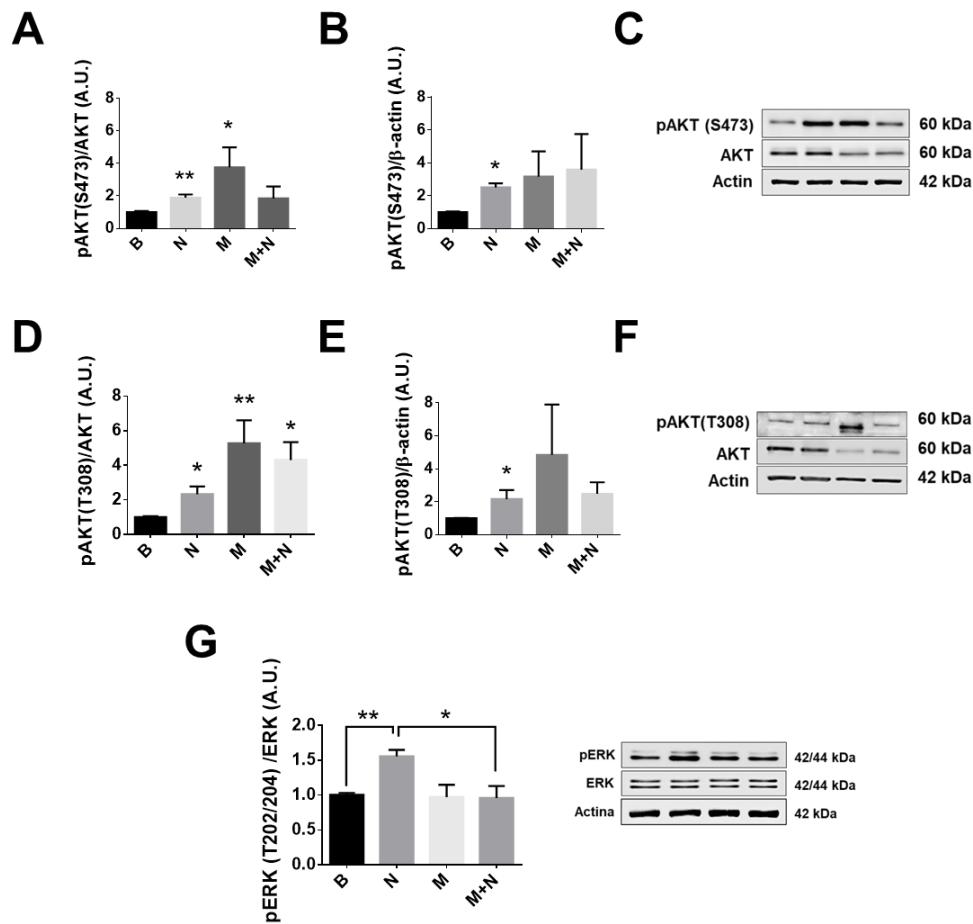 A
pAKT(S473)/AKT (A.U.)
8
6
4
2
0
**
*
B
N
M
M+N
B
pAKT(S473)/β-actin (A.U.)
8
6
4
2
0
*
B
N
M
M+N
C
pAKT (S473) 60 kDa
AKT 60 kDa
Actin 42 kDa
D
pAKT(T308)/AKT (A.U.)
8
6
4
2
0
*
**
*
B
N
M
M+N
E
pAKT(T308)/β-actin (A.U.)
8
6
4
2
0
*
B
N
M
M+N
F
pAKT(T308) 60 kDa
AKT 60 kDa
Actin 42 kDa
G
pERK (T202/204) /ERK (A.U.)
2.0
1.5
1.0
0.5
0.0
**
*
B
N
M
M+N
pERK 42/44 kDa
ERK 42/44 kDa
Actina 42 kDa